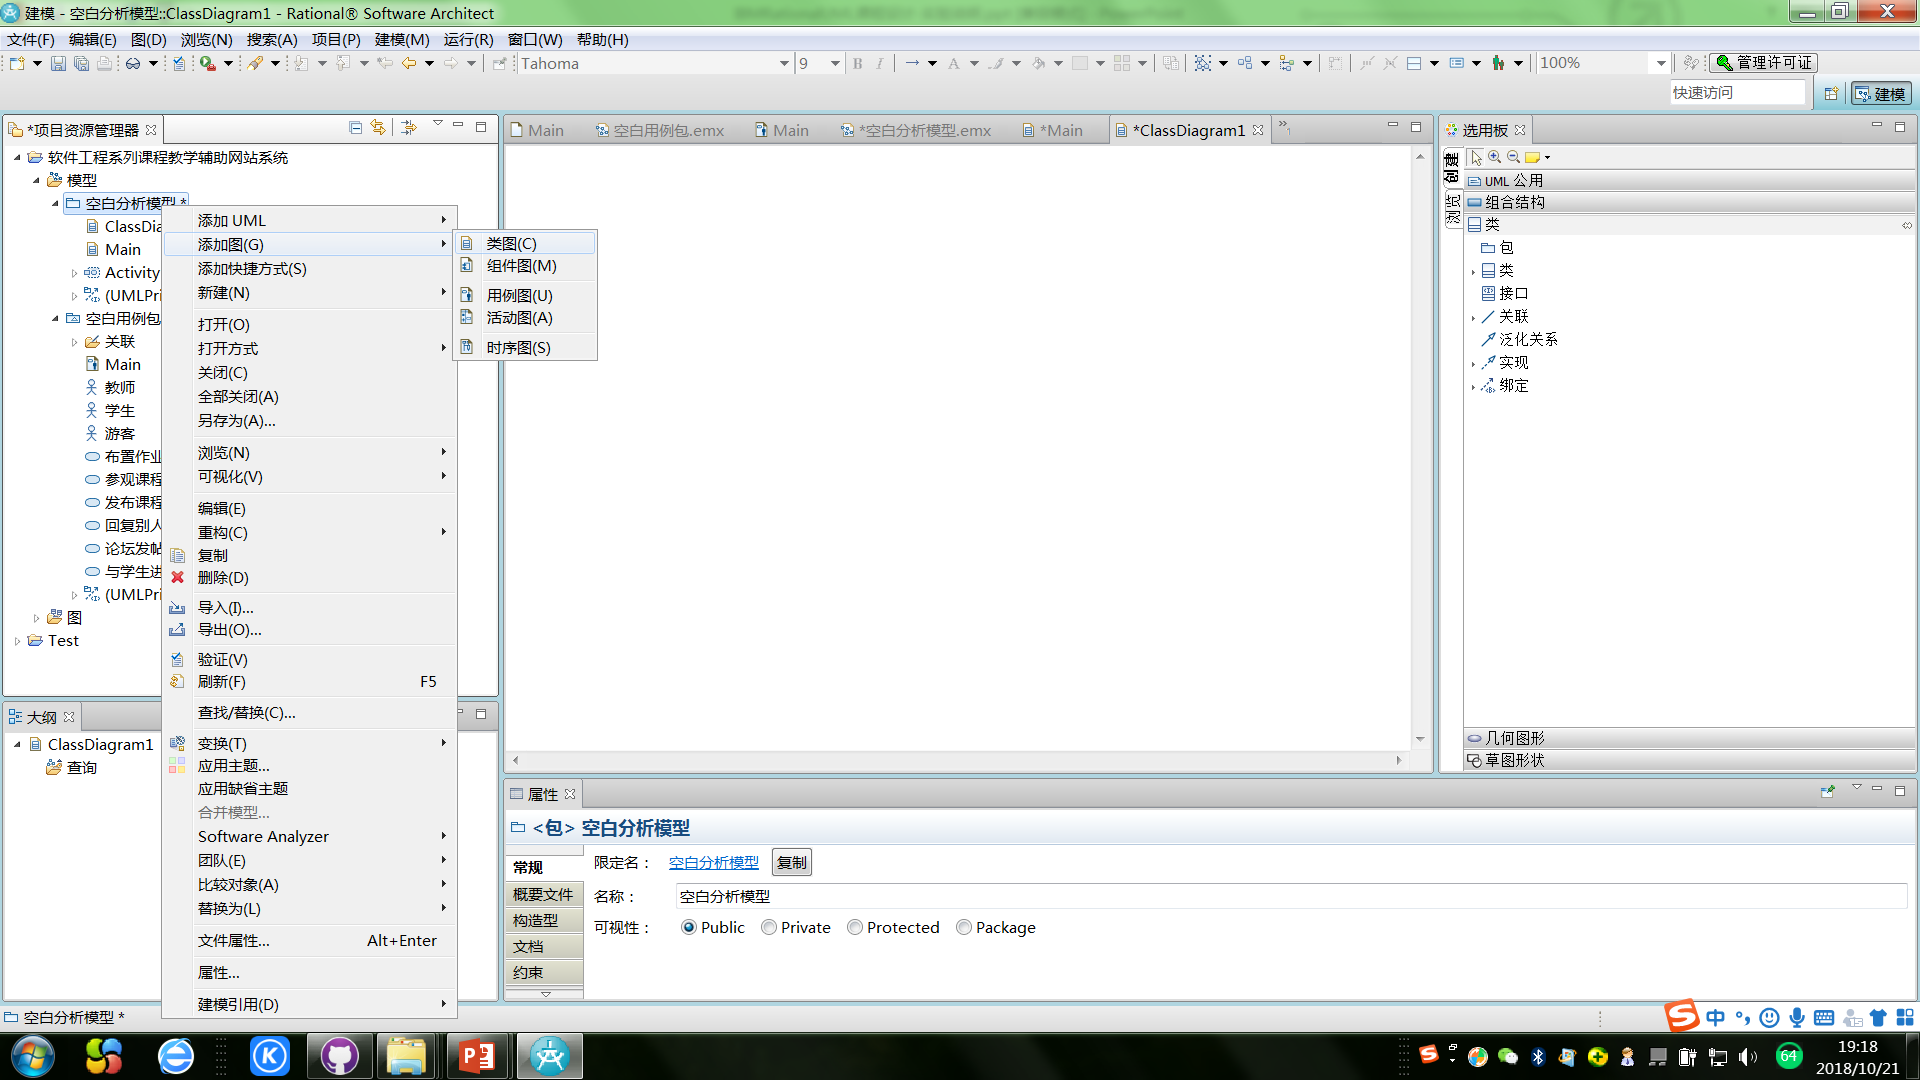 建模 - 空白分析模型::ClassDiagram1 - Rational® Software Architect
文件(F) 编辑(E) 图(D) 浏览(N) 搜索(A) 项目(P) 建模(M) 运行(R) 窗口(W) 帮助(H)
Tahoma 9 B I A 100% 管理许可证
快速访问 建模
*项目资源管理器
软件工程系列课程教学辅助网站系统
模型
空白分析模型 *
ClassDia
Main
Activity
(UMLPri
空白用例包
关联
Main
教师
学生
游客
布置作业
参观课程
发布课程
回复别人
论坛发帖
与学生进
(UMLPri
图
Test
添加 UML
添加图(G)
添加快捷方式(S)
新建(N)
打开(O)
打开方式
关闭(C)
全部关闭(A)
另存为(A)...
浏览(N)
可视化(V)
编辑(E)
重构(C)
复制
删除(D)
导入(I)...
导出(O)...
验证(V)
刷新(F) F5
查找/替换(C)...
变换(T)
应用主题...
应用缺省主题
合并模型...
Software Analyzer
团队(E)
比较对象(A)
替换为(L)
文件属性... Alt+Enter
属性...
建模引用(D)
类图(C)
组件图(M)
用例图(U)
活动图(A)
时序图(S)
Main 空白用例包.emx Main *空白分析模型.emx *Main *ClassDiagram1 »1
选用板
创建
浏览
UML 公用
组合结构
类
包
类
接口
关联
泛化关系
实现
绑定
几何图形
草图形状
大纲
ClassDiagram1
查询
属性
<包> 空白分析模型
常规
概要文件
构造型
文档
约束
限定名： 空白分析模型 复制
名称： 空白分析模型
可视性： Public Private Protected Package
空白分析模型 *
S 中
64
19:18
2018/10/21